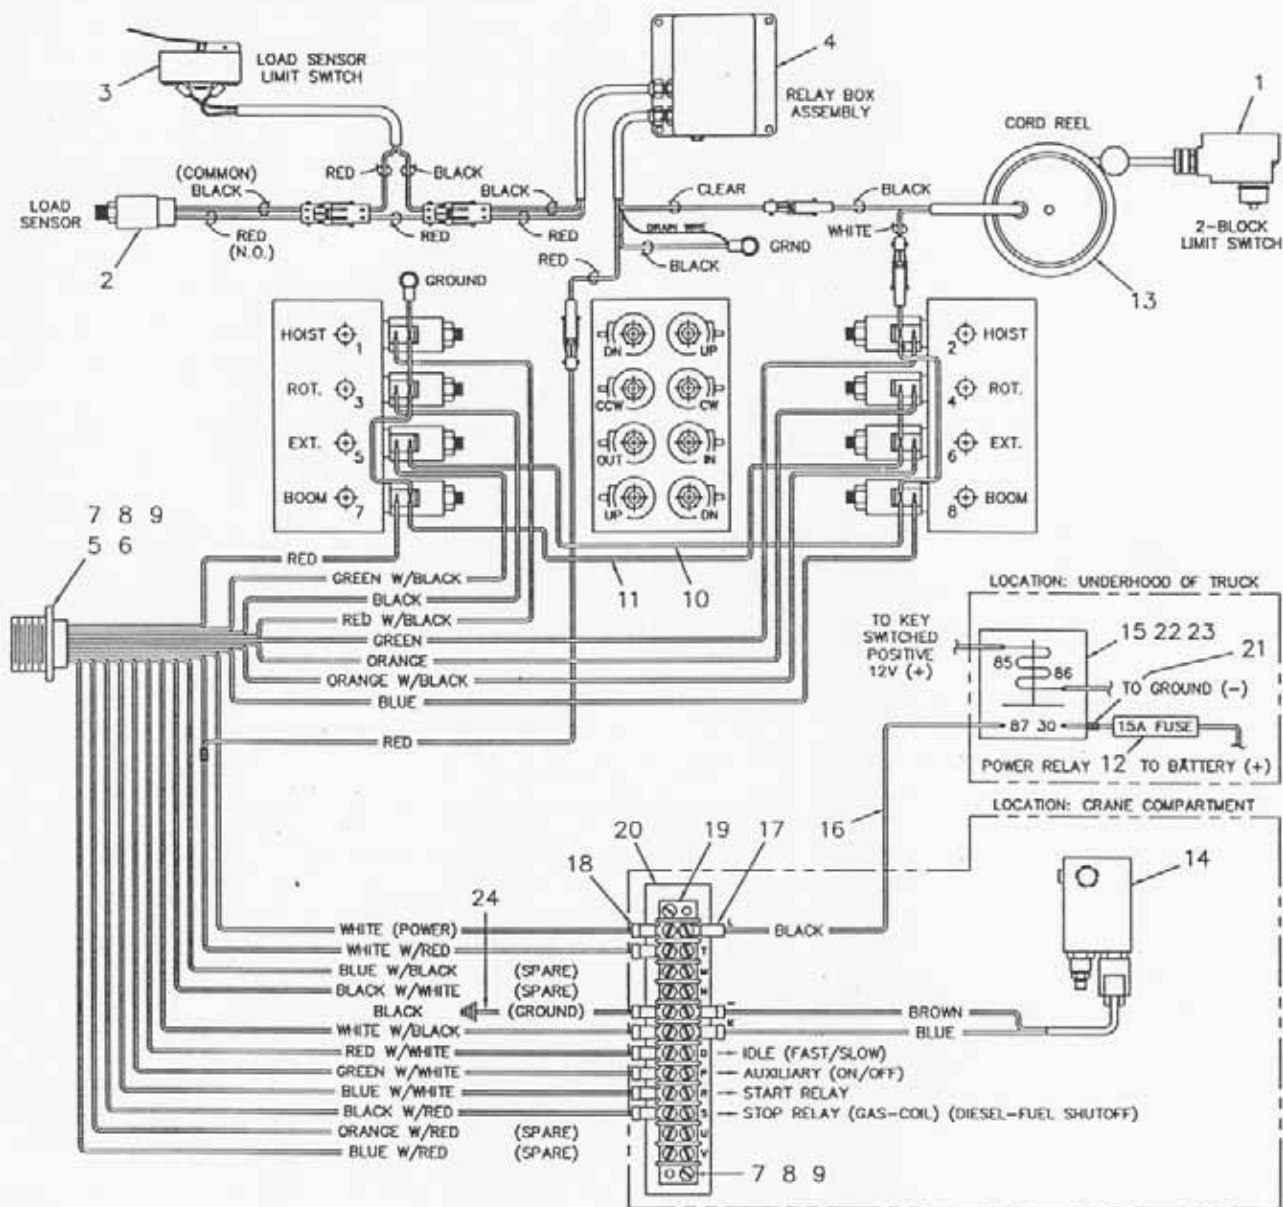 4
1
3
LOAD SENSOR
LIMIT SWITCH
RELAY BOX
ASSEMBLY
CORD REEL
(COMMON)
BLACK
RED
BLACK
BLACK
CLEAR
BLACK
LOAD
SENSOR
2
RED
(N.O.)
RED
RED
DRAIN WIRE
WHITE
2-BLOCK
LIMIT SWITCH
GRND
BLACK
RED
13
GROUND
HOIST 1
ROT. 3
EXT. 5
BOOM 7
DN UP
CCW CW
OUT IN
UP DN
2 HOIST
4 ROT.
6 EXT.
8 BOOM
7 8 9
5 6
RED
GREEN W/BLACK
BLACK
RED W/BLACK
GREEN
ORANGE
ORANGE W/BLACK
BLUE
RED
11
10
LOCATION: UNDERHOOD OF TRUCK
TO KEY
SWITCHED
POSITIVE
12V (+)
15 22 23
21
85
86
TO GROUND (-)
87 30
15A FUSE
POWER RELAY
12
TO BATTERY (+)
LOCATION: CRANE COMPARTMENT
16
20
19
17
18
14
24
WHITE (POWER)
L
BLACK
WHITE W/RED
T
BLUE W/BLACK (SPARE)
M
BLACK W/WHITE (SPARE)
N
BLACK (GROUND)
BROWN
WHITE W/BLACK
K
BLUE
RED W/WHITE
IDLE (FAST/SLOW)
GREEN W/WHITE
P
AUXILIARY (ON/OFF)
BLUE W/WHITE
R
START RELAY
BLACK W/RED
S
STOP RELAY (GAS-COIL) (DIESEL-FUEL SHUTOFF)
ORANGE W/RED (SPARE)
U
BLUE W/RED (SPARE)
V
7 8 9